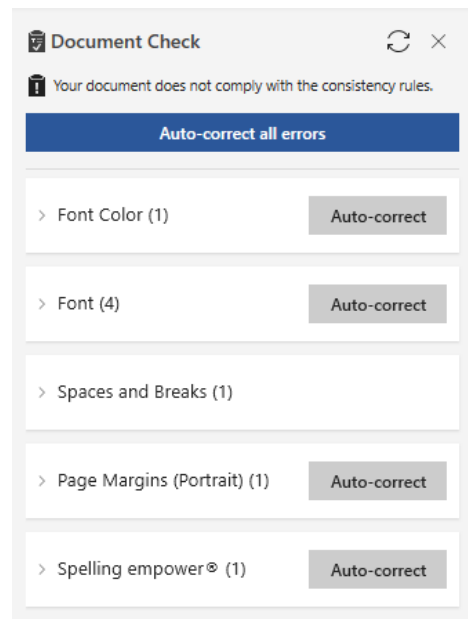 Document Check
Your document does not comply with the consistency rules.
Auto-correct all errors
Font Color (1) Auto-correct
Font (4) Auto-correct
Spaces and Breaks (1)
Page Margins (Portrait) (1) Auto-correct
Spelling empower® (1) Auto-correct